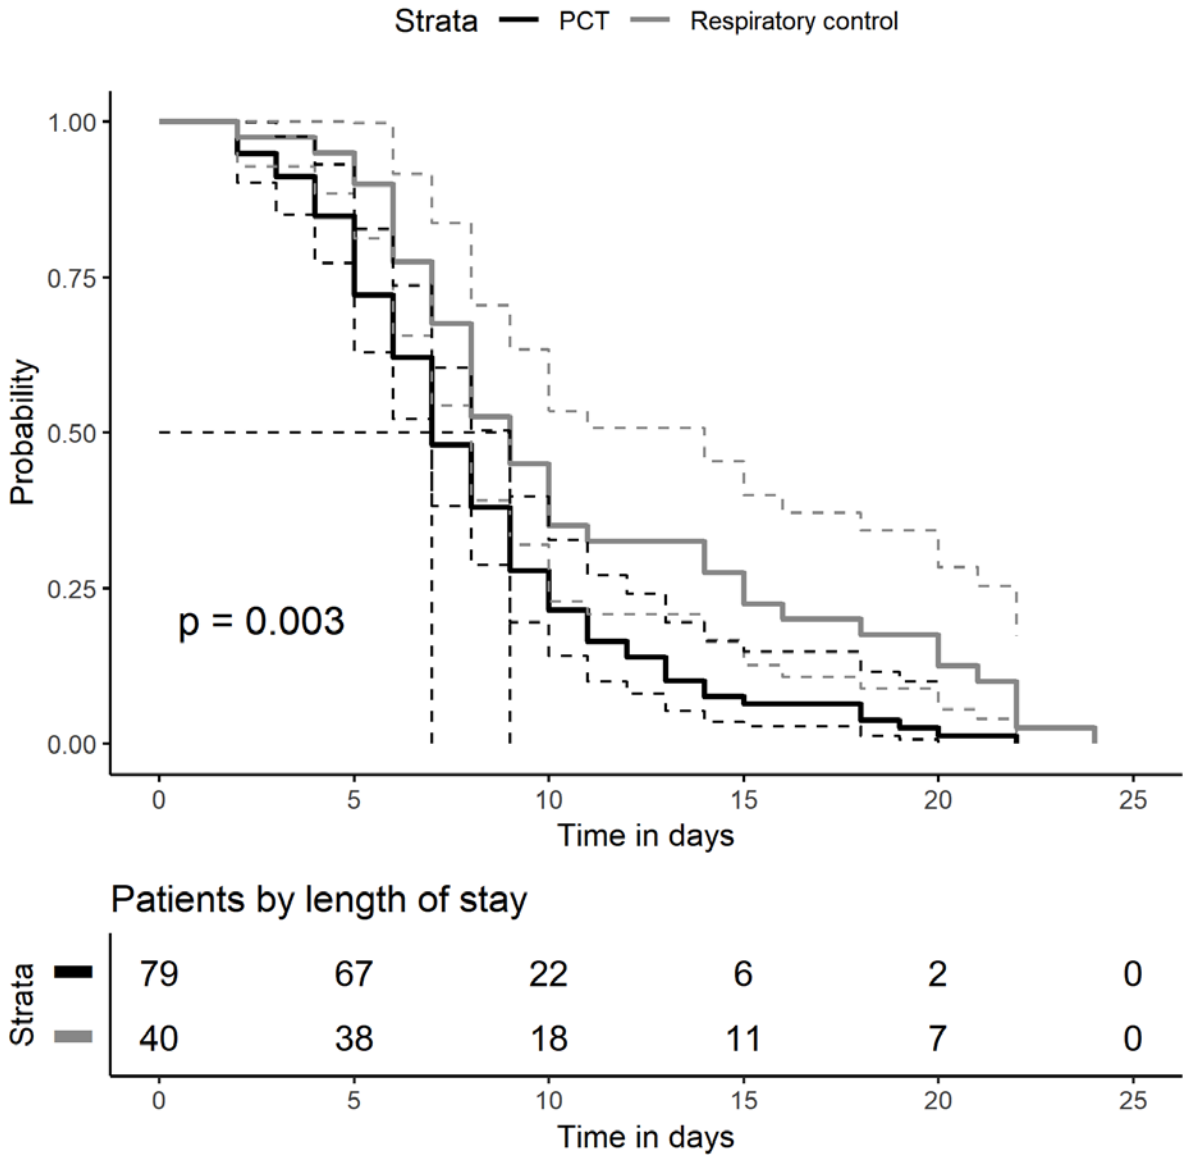 Strata PCT Respiratory control
1.00
0.75
0.50
0.25
0.00
Probability
p = 0.003
0 5 10 15 20 25
Time in days
Patients by length of stay
Strata
79 67 22 6 2 0
40 38 18 11 7 0
0 5 10 15 20 25
Time in days